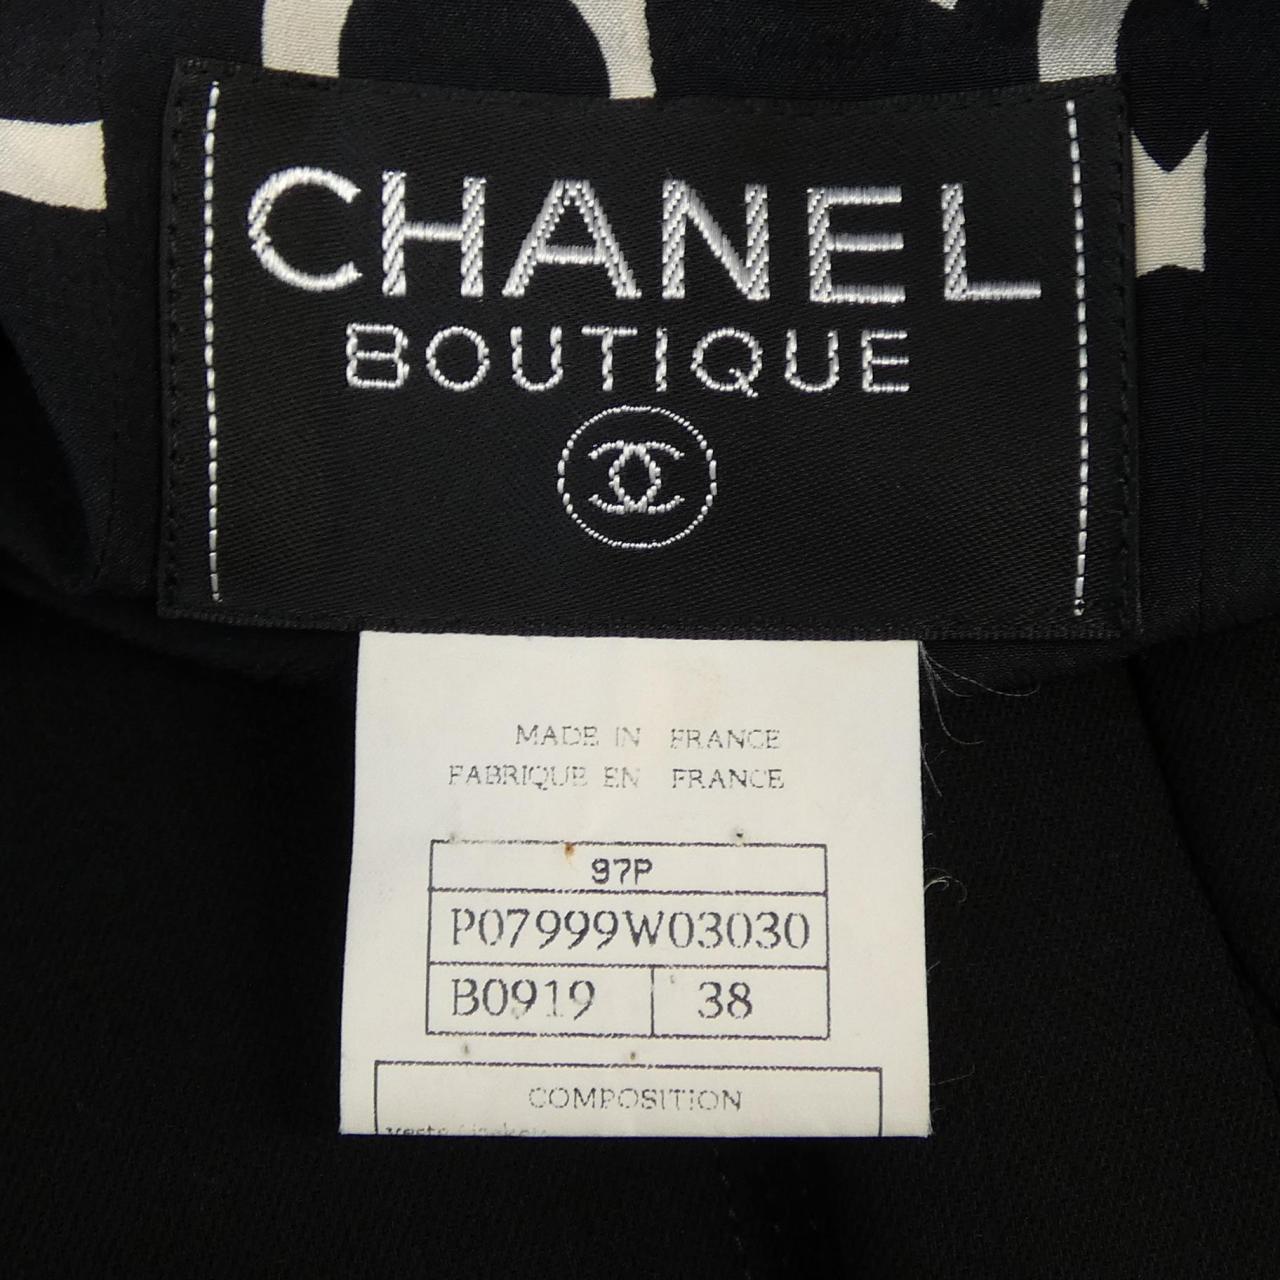 CHANEL
BOUTIQUE
MADE IN FRANCE
FABRIQUE EN FRANCE
97P
P07999W03030
B0919 38
COMPOSITION